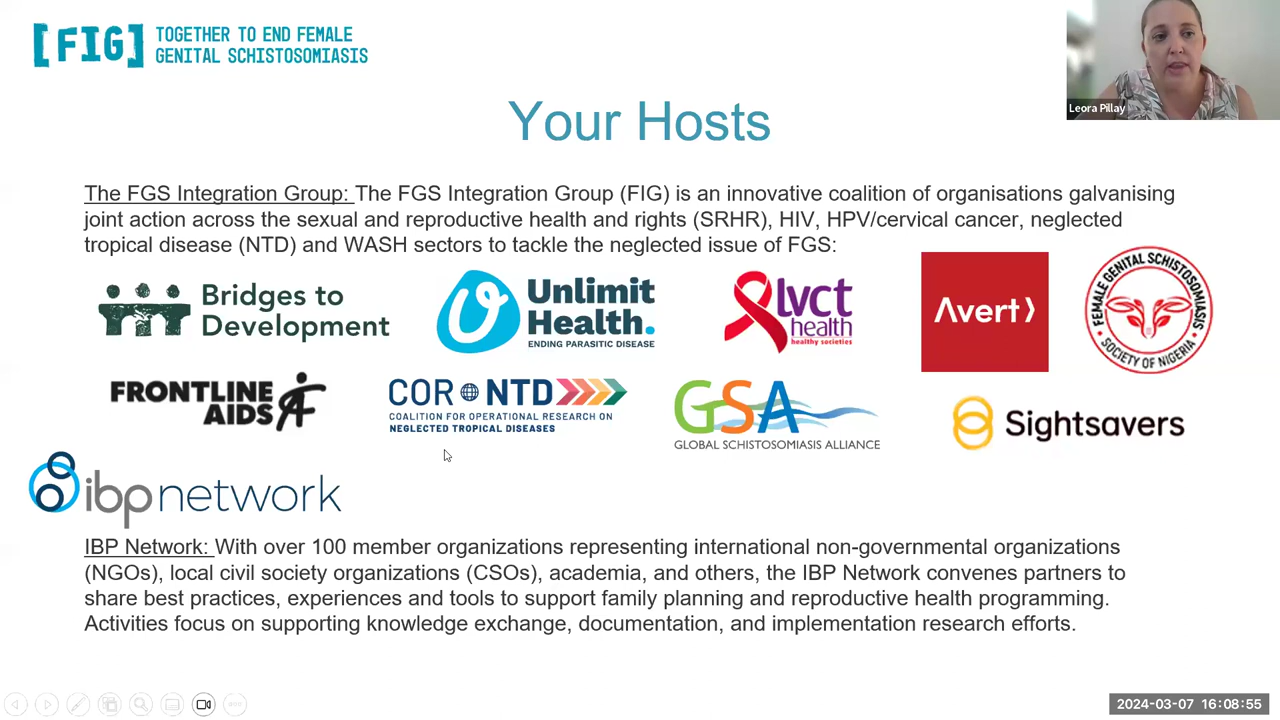 [FIG] TOGETHER TO END FEMALE
GENITAL SCHISTOSOMIASIS
Leora Pillay
Your Hosts
The FGS Integration Group: The FGS Integration Group (FIG) is an innovative coalition of organisations galvanising
joint action across the sexual and reproductive health and rights (SRHR), HIV, HPV/cervical cancer, neglected
tropical disease (NTD) and WASH sectors to tackle the neglected issue of FGS:
Bridges to
Development
Unlimit
Health.
ENDING PARASITIC DISEASE
lvct
health
healthy societies
Avert
FEMALE GENITAL SCHISTOSOMIASIS
SOCIETY OF NIGERIA
FRONTLINE
AIDS
COR NTD
COALITION FOR OPERATIONAL RESEARCH ON
NEGLECTED TROPICAL DISEASES
GSA
GLOBAL SCHISTOSOMIASIS ALLIANCE
Sightsavers
ibp network
IBP Network: With over 100 member organizations representing international non-governmental organizations
(NGOs), local civil society organizations (CSOs), academia, and others, the IBP Network convenes partners to
share best practices, experiences and tools to support family planning and reproductive health programming.
Activities focus on supporting knowledge exchange, documentation, and implementation research efforts.
2024-03-07 16:08:55